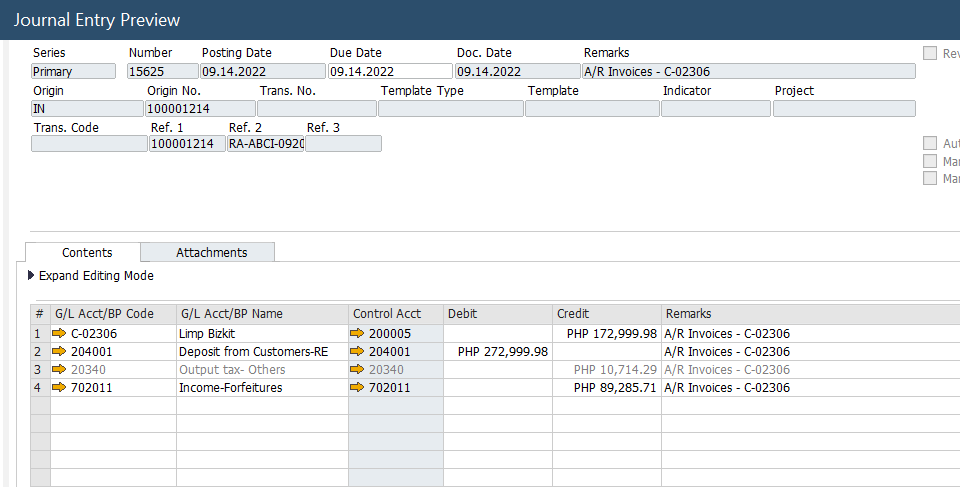 Journal Entry Preview
Series Number Posting Date Due Date Doc. Date Remarks
Primary 15625 09.14.2022 09.14.2022 09.14.2022 A/R Invoices - C-02306
Origin Origin No. Trans. No. Template Type Template Indicator Project
IN 100001214
Trans. Code Ref. 1 Ref. 2 Ref. 3
100001214 RA-ABCI-0920
Rev
Aut
Man
Man
Contents Attachments
Expand Editing Mode
# G/L Acct/BP Code G/L Acct/BP Name Control Acct Debit Credit Remarks
1 C-02306 Limp Bizkit 200005 PHP 172,999.98 A/R Invoices - C-02306
2 204001 Deposit from Customers-RE 204001 PHP 272,999.98 A/R Invoices - C-02306
3 20340 Output tax- Others 20340 PHP 10,714.29 A/R Invoices - C-02306
4 702011 Income-Forfeitures 702011 PHP 89,285.71 A/R Invoices - C-02306